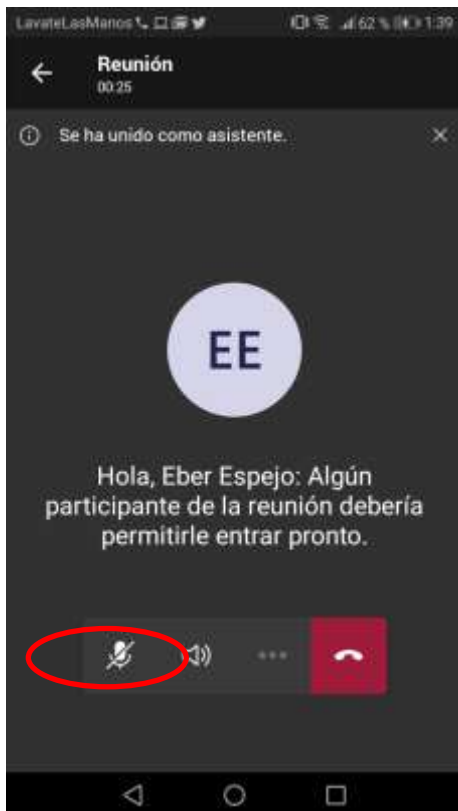 LavateLasManos 62 % 1:39
Reunión
00:25
Se ha unido como asistente.
EE
Hola, Eber Espejo: Algún
participante de la reunión debería
permitirle entrar pronto.